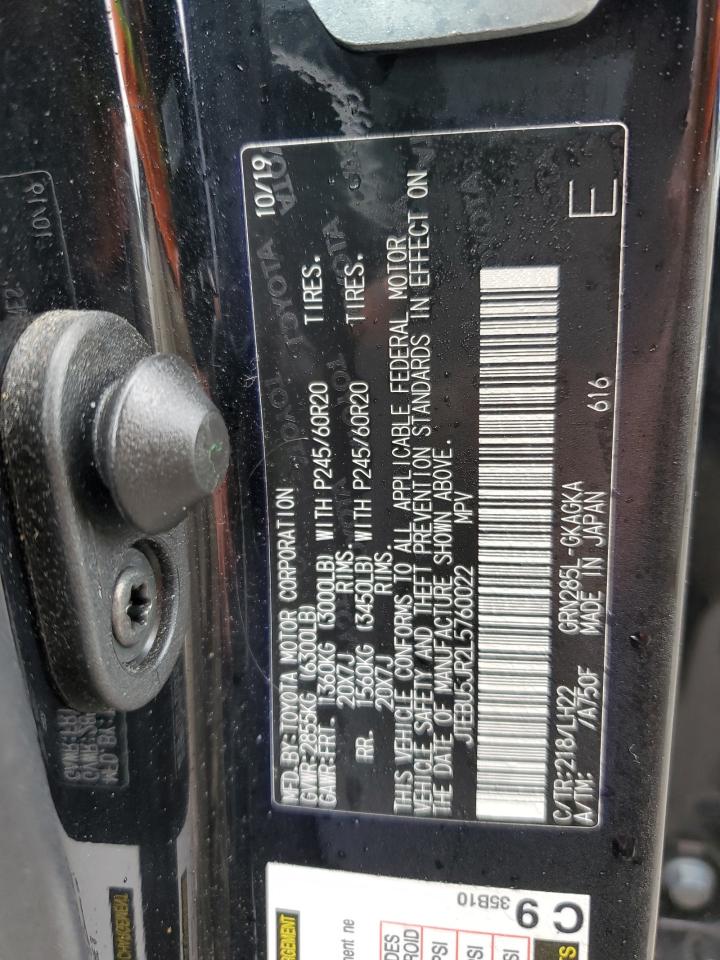 MFD.BY:TOYOTA MOTOR CORPORATION 10/19
GVWR:2855KG(6300LB)
GAWR:FRT. 1360KG (3000LB) WITH P245/60R20 TIRES.
20X7J RIMS.
RR. 1560KG (3450LB) WITH P245/60R20 TIRES.
20X7J RIMS.
THIS VEHICLE CONFORMS TO ALL APPLICABLE FEDERAL MOTOR
VEHICLE SAFETY AND THEFT PREVENTION STANDARDS IN EFFECT ON
THE DATE OF MANUFACTURE SHOWN ABOVE.
JTEBU5JR2L5760022 MPV
C/TR:218/LH22 GRN285L-GKAGKA 616
A/TM: /A750F MADE IN JAPAN E
C 9
35B10